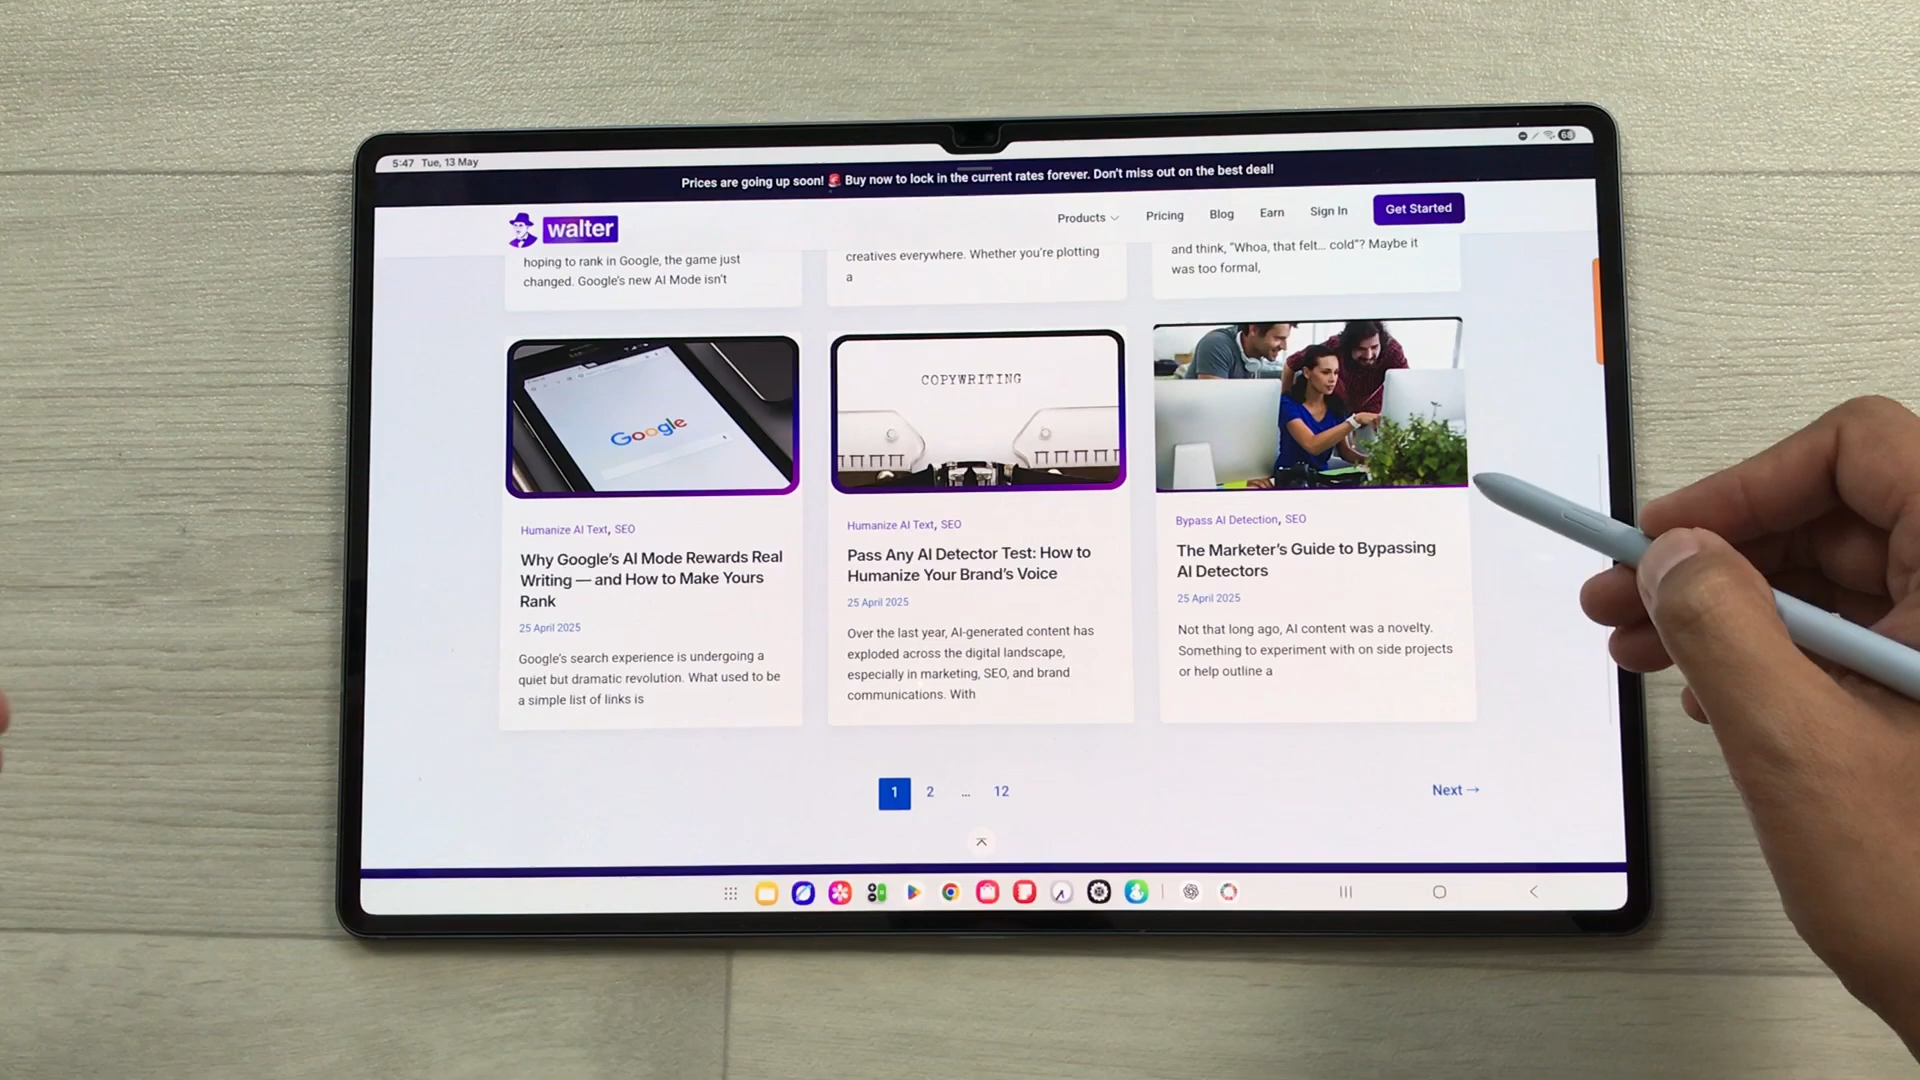 5:47 Tue, 13 May
68
Prices are going up soon! 🚨 Buy now to lock in the current rates forever. Don't miss out on the best deal!
walter
Products Pricing Blog Earn Sign In Get Started
hoping to rank in Google, the game just
changed. Google's new AI Mode isn't
creatives everywhere. Whether you're plotting
a
and think, "Whoa, that felt... cold"? Maybe it
was too formal,
Google
Humanize AI Text, SEO
Why Google's AI Mode Rewards Real
Writing — and How to Make Yours
Rank
25 April 2025
Google's search experience is undergoing a
quiet but dramatic revolution. What used to be
a simple list of links is
COPYWRITING
Humanize AI Text, SEO
Pass Any AI Detector Test: How to
Humanize Your Brand's Voice
25 April 2025
Over the last year, AI-generated content has
exploded across the digital landscape,
especially in marketing, SEO, and brand
communications. With
Bypass AI Detection, SEO
The Marketer's Guide to Bypassing
AI Detectors
25 April 2025
Not that long ago, AI content was a novelty.
Something to experiment with on side projects
or help outline a
1 2 ... 12
Next →